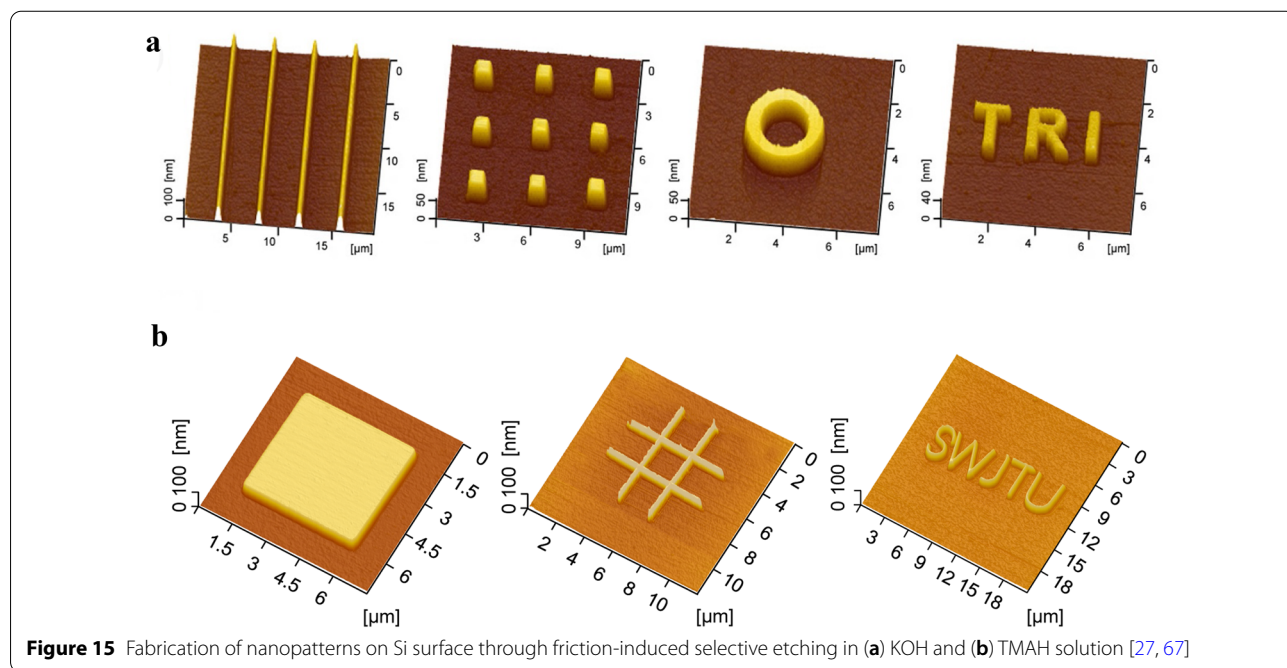 a
0
5
10
15
0 100 [nm]
5 10 15 [µm]
0
3
6
9
0 50 [nm]
3 6 9 [µm]
0
2
4
6
0 50 [nm]
2 4 6 [µm]
TRI
0
2
4
6
0 40 [nm]
2 4 6 [µm]
b
0 100 [nm]
0
1.5
3
4.5
6
1.5 3 4.5 6 [µm]
0 100 [nm]
0
2
4
6
8
10
2 4 6 8 10 [µm]
SWJTU
0 100 [nm]
0
3
6
9
12
15
18
3 6 9 12 15 18 [µm]
Figure 15 Fabrication of nanopatterns on Si surface through friction-induced selective etching in (a) KOH and (b) TMAH solution [27, 67]